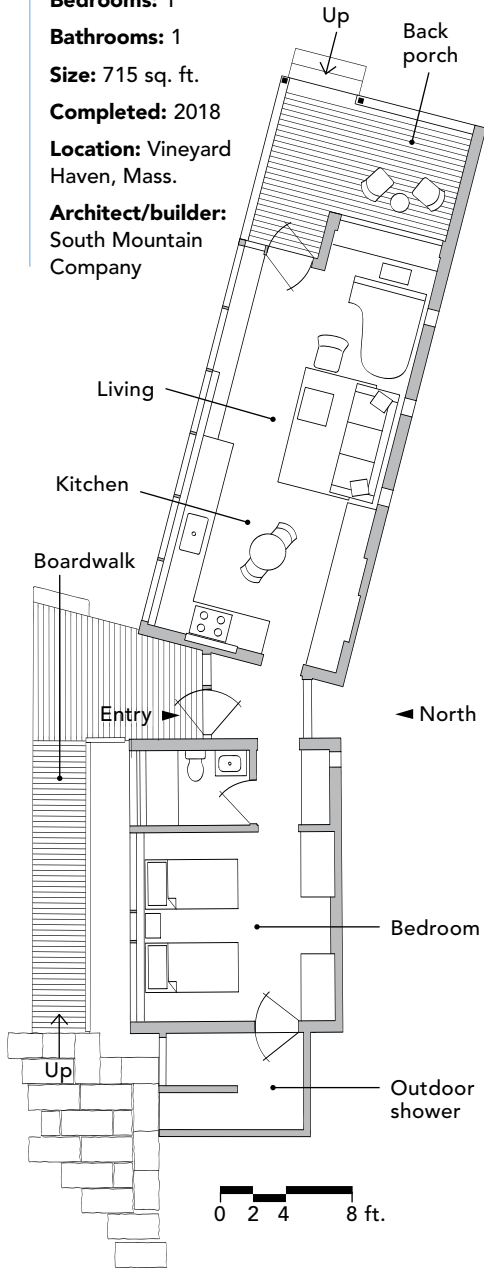 Bedrooms: 1
Bathrooms: 1
Size: 715 sq. ft.
Completed: 2018
Location: Vineyard
Haven, Mass.
Architect/builder:
South Mountain
Company
Up
Back
porch
Living
Kitchen
Boardwalk
Entry
North
Bedroom
Up
Outdoor
shower
0 2 4 8 ft.